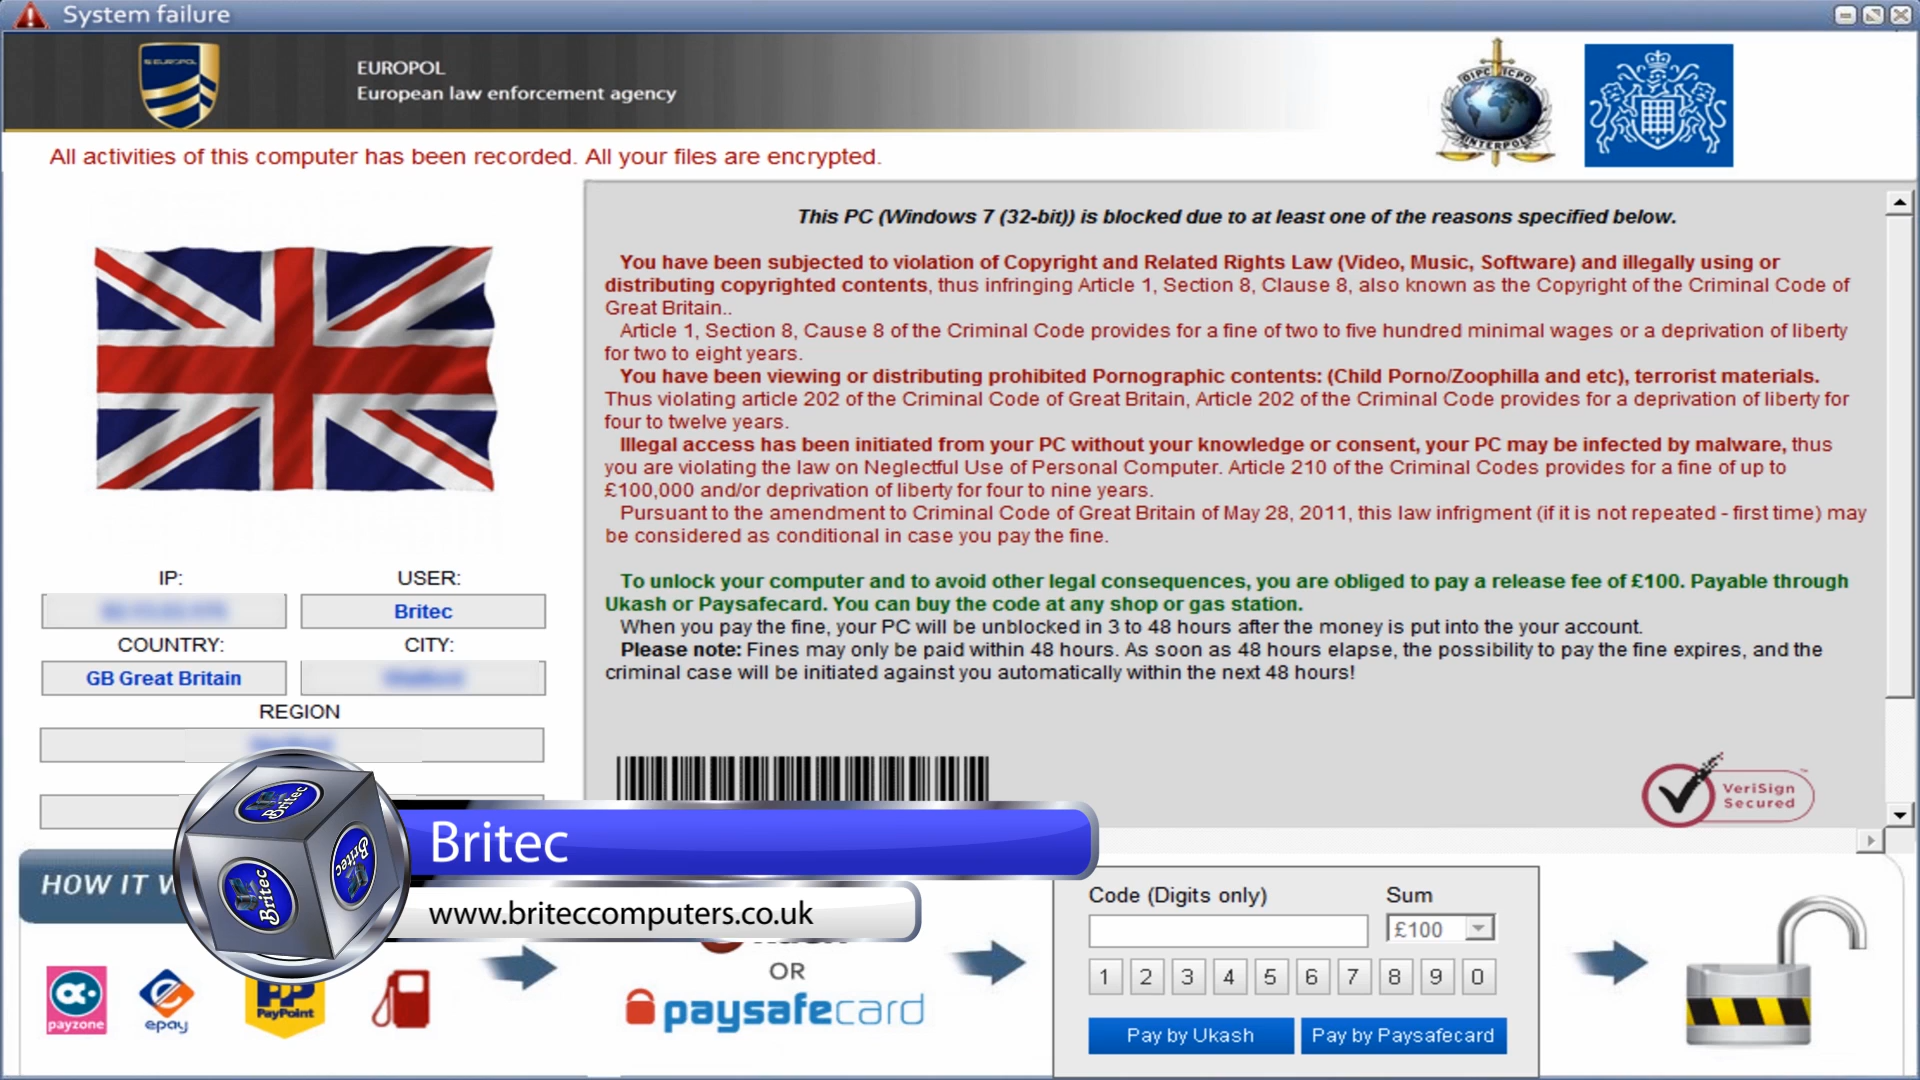 System failure
EUROPOL
EUROPOL
European law enforcement agency
OIPC ICPO
INTERPOL
All activities of this computer has been recorded. All your files are encrypted.
This PC (Windows 7 (32-bit)) is blocked due to at least one of the reasons specified below.
You have been subjected to violation of Copyright and Related Rights Law (Video, Music, Software) and illegally using or
distributing copyrighted contents, thus infringing Article 1, Section 8, Clause 8, also known as the Copyright of the Criminal Code of
Great Britain..
Article 1, Section 8, Cause 8 of the Criminal Code provides for a fine of two to five hundred minimal wages or a deprivation of liberty
for two to eight years.
You have been viewing or distributing prohibited Pornographic contents: (Child Porno/Zoophilla and etc), terrorist materials.
Thus violating article 202 of the Criminal Code of Great Britain, Article 202 of the Criminal Code provides for a deprivation of liberty for
four to twelve years.
Illegal access has been initiated from your PC without your knowledge or consent, your PC may be infected by malware, thus
you are violating the law on Neglectful Use of Personal Computer. Article 210 of the Criminal Codes provides for a fine of up to
£100,000 and/or deprivation of liberty for four to nine years.
Pursuant to the amendment to Criminal Code of Great Britain of May 28, 2011, this law infrigment (if it is not repeated - first time) may
be considered as conditional in case you pay the fine.
To unlock your computer and to avoid other legal consequences, you are obliged to pay a release fee of £100. Payable through
Ukash or Paysafecard. You can buy the code at any shop or gas station.
When you pay the fine, your PC will be unblocked in 3 to 48 hours after the money is put into the your account.
Please note: Fines may only be paid within 48 hours. As soon as 48 hours elapse, the possibility to pay the fine expires, and the
criminal case will be initiated against you automatically within the next 48 hours!
IP:
USER:
Britec
COUNTRY:
CITY:
GB Great Britain
REGION
VeriSign
Secured
Britec
Britec
Britec
Britec
www.briteccomputers.co.uk
HOW IT W
payzone
epay
PP
PayPoint
OR
paysafecard
Code (Digits only)
Sum
£100
1 2 3 4 5 6 7 8 9 0
Pay by Ukash
Pay by Paysafecard